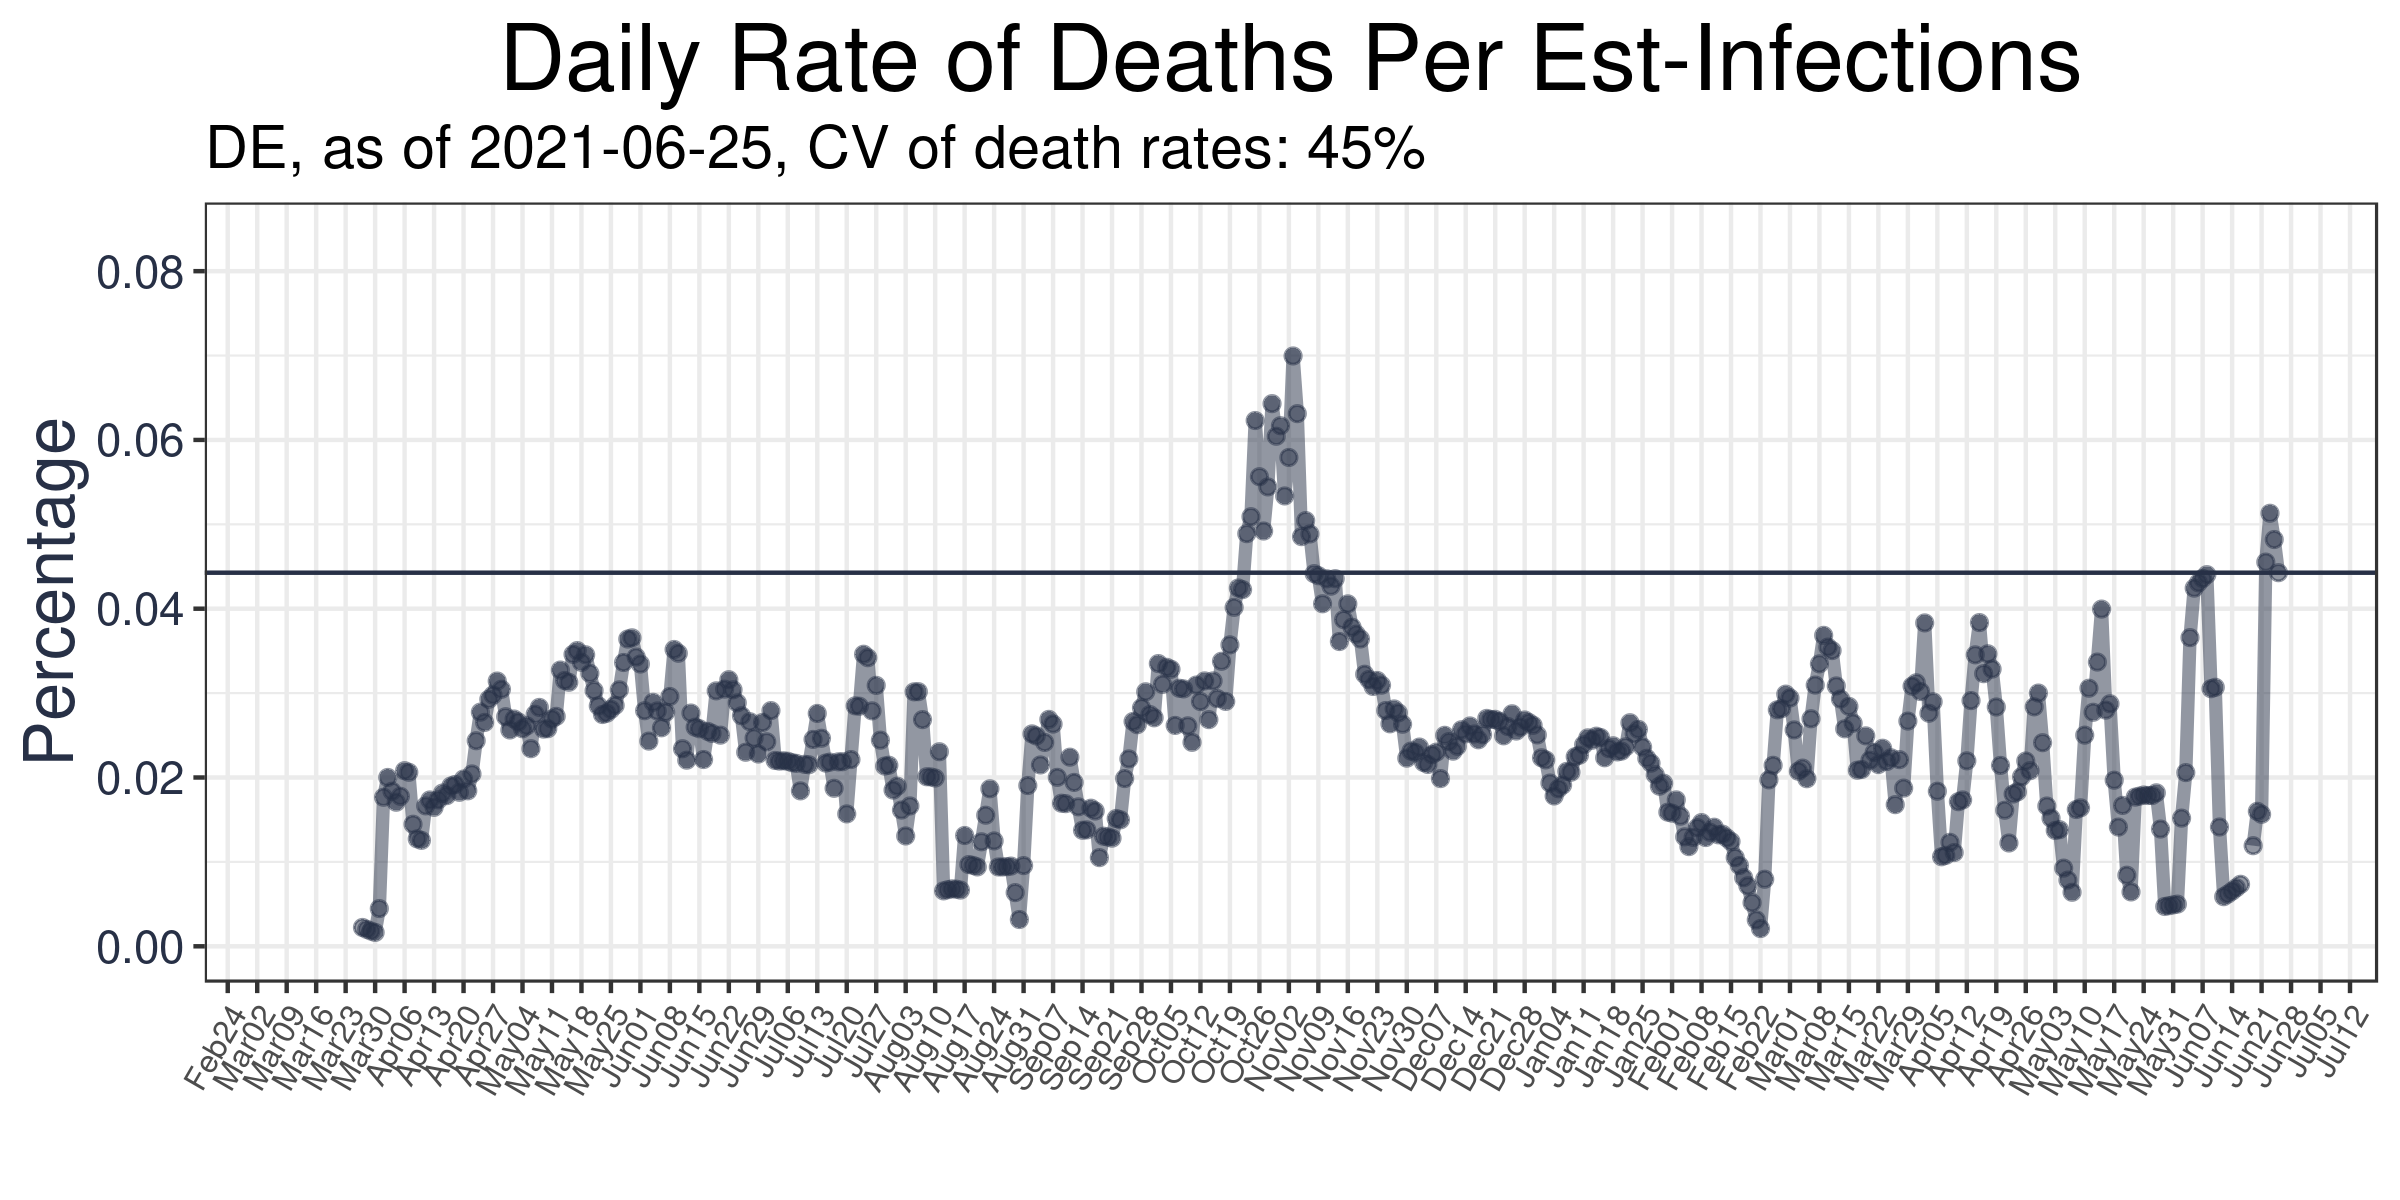 Daily Rate of Deaths Per Est-Infections
DE, as of 2021-06-25, CV of death rates: 45%
Percentage
0.08
0.06
0.04
0.02
0.00
Feb24
Mar02
Mar09
Mar16
Mar23
Mar30
Apr06
Apr13
Apr20
Apr27
May04
May11
May18
May25
Jun01
Jun08
Jun15
Jun22
Jun29
Jul06
Jul13
Jul20
Jul27
Aug03
Aug10
Aug17
Aug24
Aug31
Sep07
Sep14
Sep21
Sep28
Oct05
Oct12
Oct19
Oct26
Nov02
Nov09
Nov16
Nov23
Nov30
Dec07
Dec14
Dec21
Dec28
Jan04
Jan11
Jan18
Jan25
Feb01
Feb08
Feb15
Feb22
Mar01
Mar08
Mar15
Mar22
Mar29
Apr05
Apr12
Apr19
Apr26
May03
May10
May17
May24
May31
Jun07
Jun14
Jun21
Jun28
Jul05
Jul12